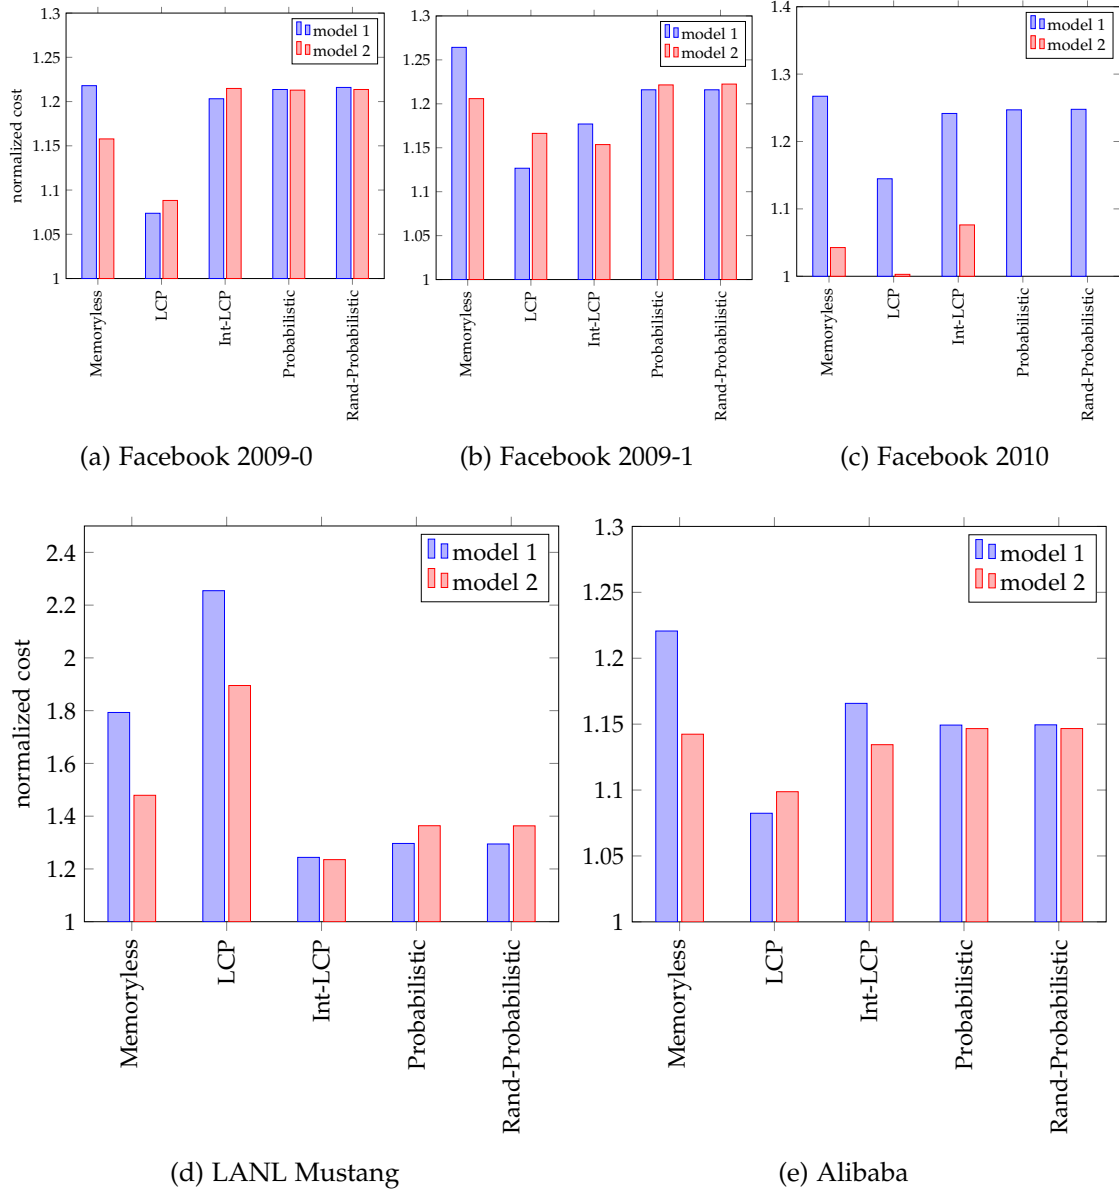 normalized cost
1.3
1.25
1.2
1.15
1.1
1.05
1
model 1
model 2
Memoryless
LCP
Int-LCP
Probabilistic
Rand-Probabilistic
(a) Facebook 2009-0
1.3
1.25
1.2
1.15
1.1
1.05
1
model 1
model 2
Memoryless
LCP
Int-LCP
Probabilistic
Rand-Probabilistic
(b) Facebook 2009-1
1.4
1.3
1.2
1.1
1
model 1
model 2
Memoryless
LCP
Int-LCP
Probabilistic
Rand-Probabilistic
(c) Facebook 2010
normalized cost
2.4
2.2
2
1.8
1.6
1.4
1.2
1
model 1
model 2
Memoryless
LCP
Int-LCP
Probabilistic
Rand-Probabilistic
(d) LANL Mustang
1.3
1.25
1.2
1.15
1.1
1.05
1
model 1
model 2
Memoryless
LCP
Int-LCP
Probabilistic
Rand-Probabilistic
(e) Alibaba